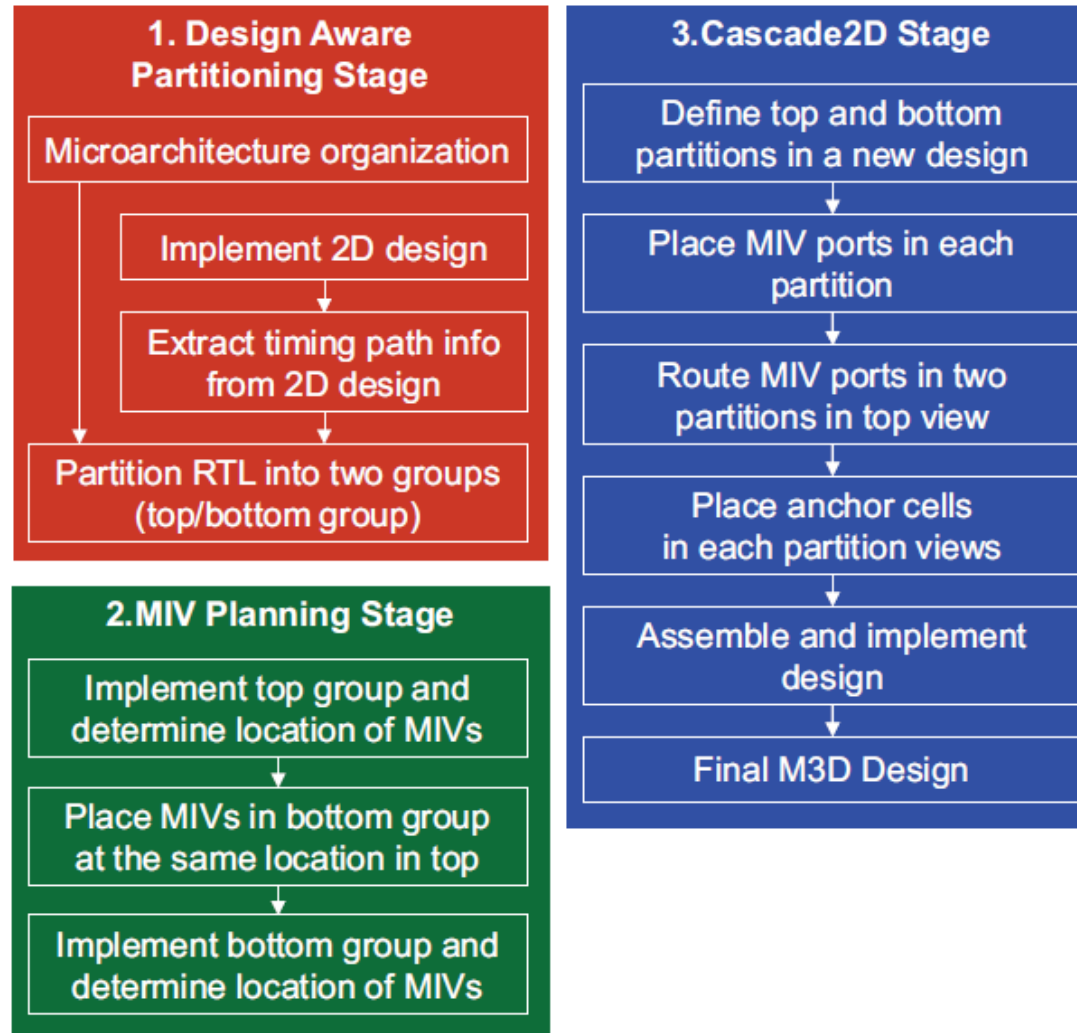 1. Design Aware
Partitioning Stage
Microarchitecture organization
Implement 2D design
Extract timing path info
from 2D design
Partition RTL into two groups
(top/bottom group)
2.MIV Planning Stage
Implement top group and
determine location of MIVs
Place MIVs in bottom group
at the same location in top
Implement bottom group and
determine location of MIVs
3.Cascade2D Stage
Define top and bottom
partitions in a new design
Place MIV ports in each
partition
Route MIV ports in two
partitions in top view
Place anchor cells
in each partition views
Assemble and implement
design
Final M3D Design